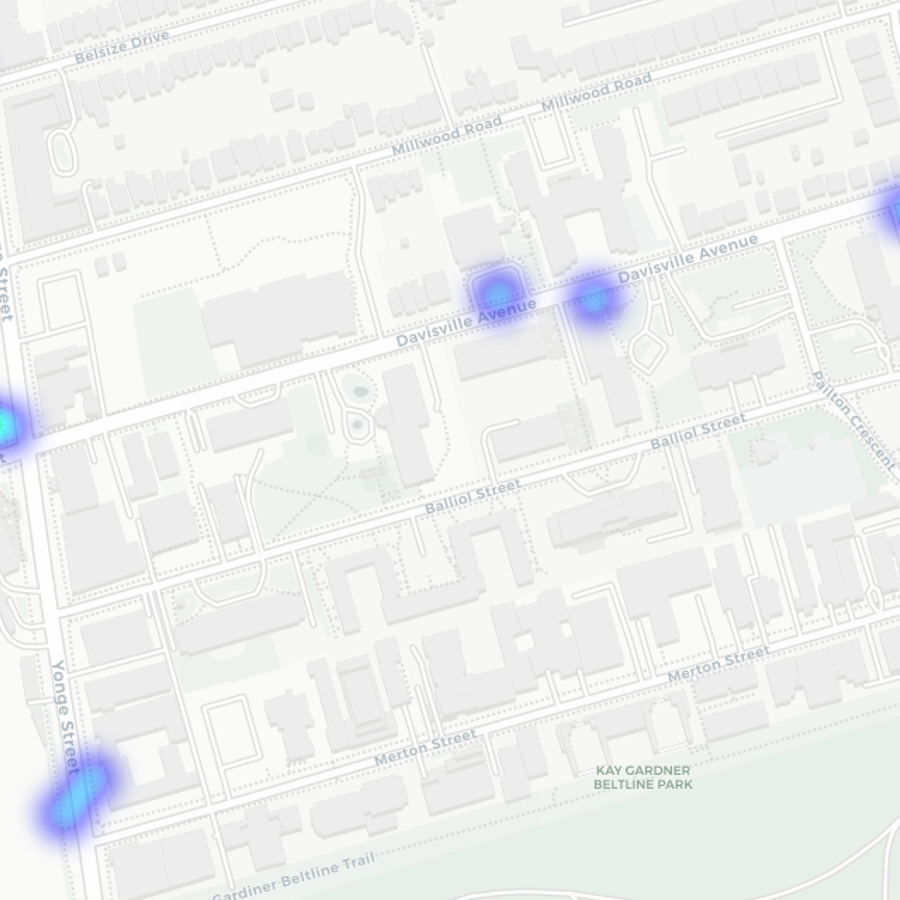 Belsize Drive
Millwood Road
Millwood Road
Davisville Avenue
Street
Davisville Avenue
Pailton Crescent
Balliol Street
Balliol Street
Yonge Street
Merton Street
Merton Street
KAY GARDNER
BELTLINE PARK
Gardiner Beltline Trail